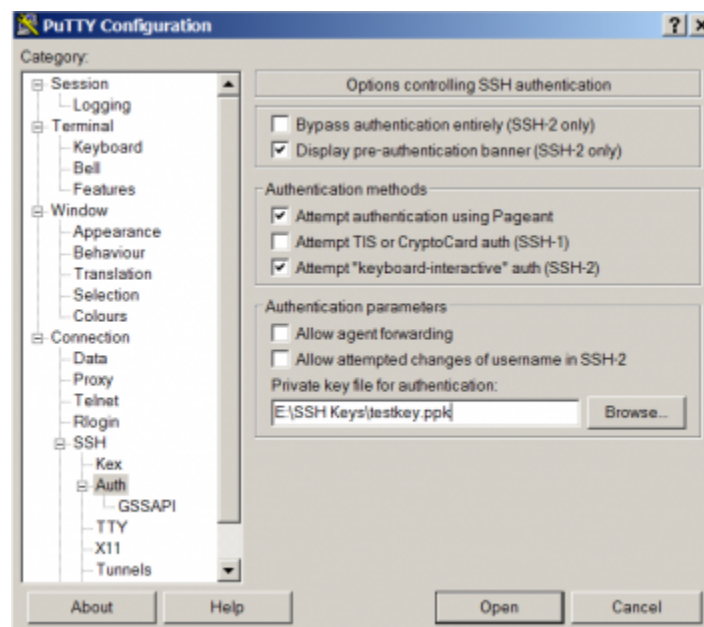 PuTTY Configuration
Category:
Session
Logging
Terminal
Keyboard
Bell
Features
Window
Appearance
Behaviour
Translation
Selection
Colours
Connection
Data
Proxy
Telnet
Rlogin
SSH
Kex
Auth
GSSAPI
TTY
X11
Tunnels
Options controlling SSH authentication
Bypass authentication entirely (SSH-2 only)
Display pre-authentication banner (SSH-2 only)
Authentication methods
Attempt authentication using Pageant
Attempt TIS or CryptoCard auth (SSH-1)
Attempt "keyboard-interactive" auth (SSH-2)
Authentication parameters
Allow agent forwarding
Allow attempted changes of username in SSH-2
Private key file for authentication:
E:\SSH Keys\testkey.ppk
Browse...
About
Help
Open
Cancel